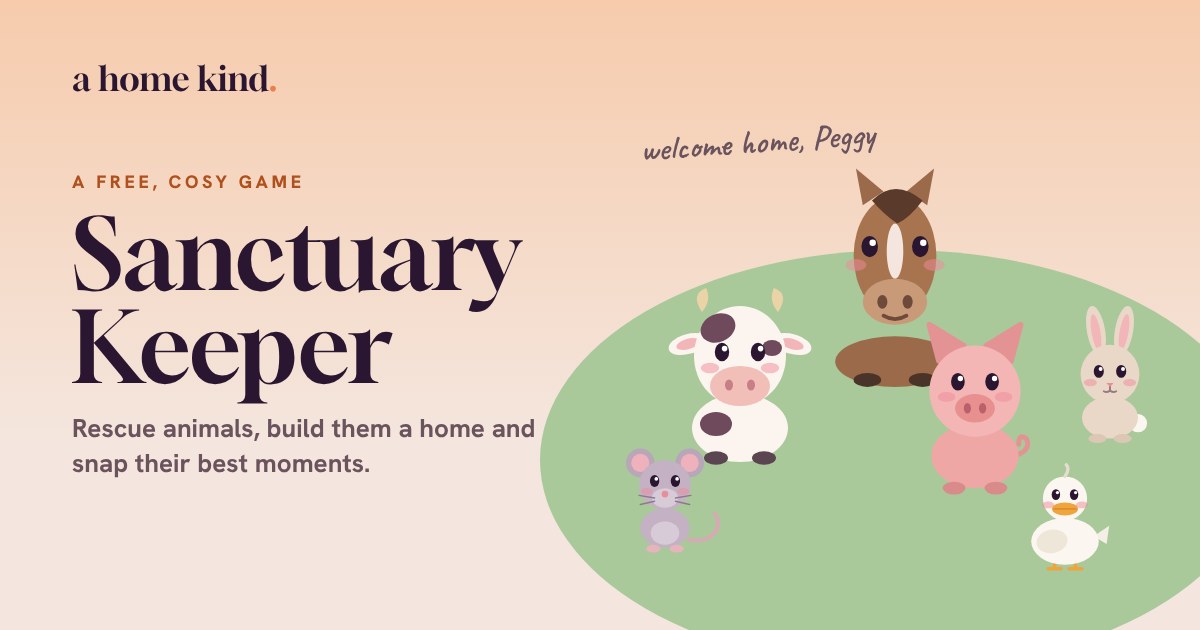 a home kind.
welcome home, Peggy
A FREE, COSY GAME
Sanctuary
Keeper
Rescue animals, build them a home and
snap their best moments.